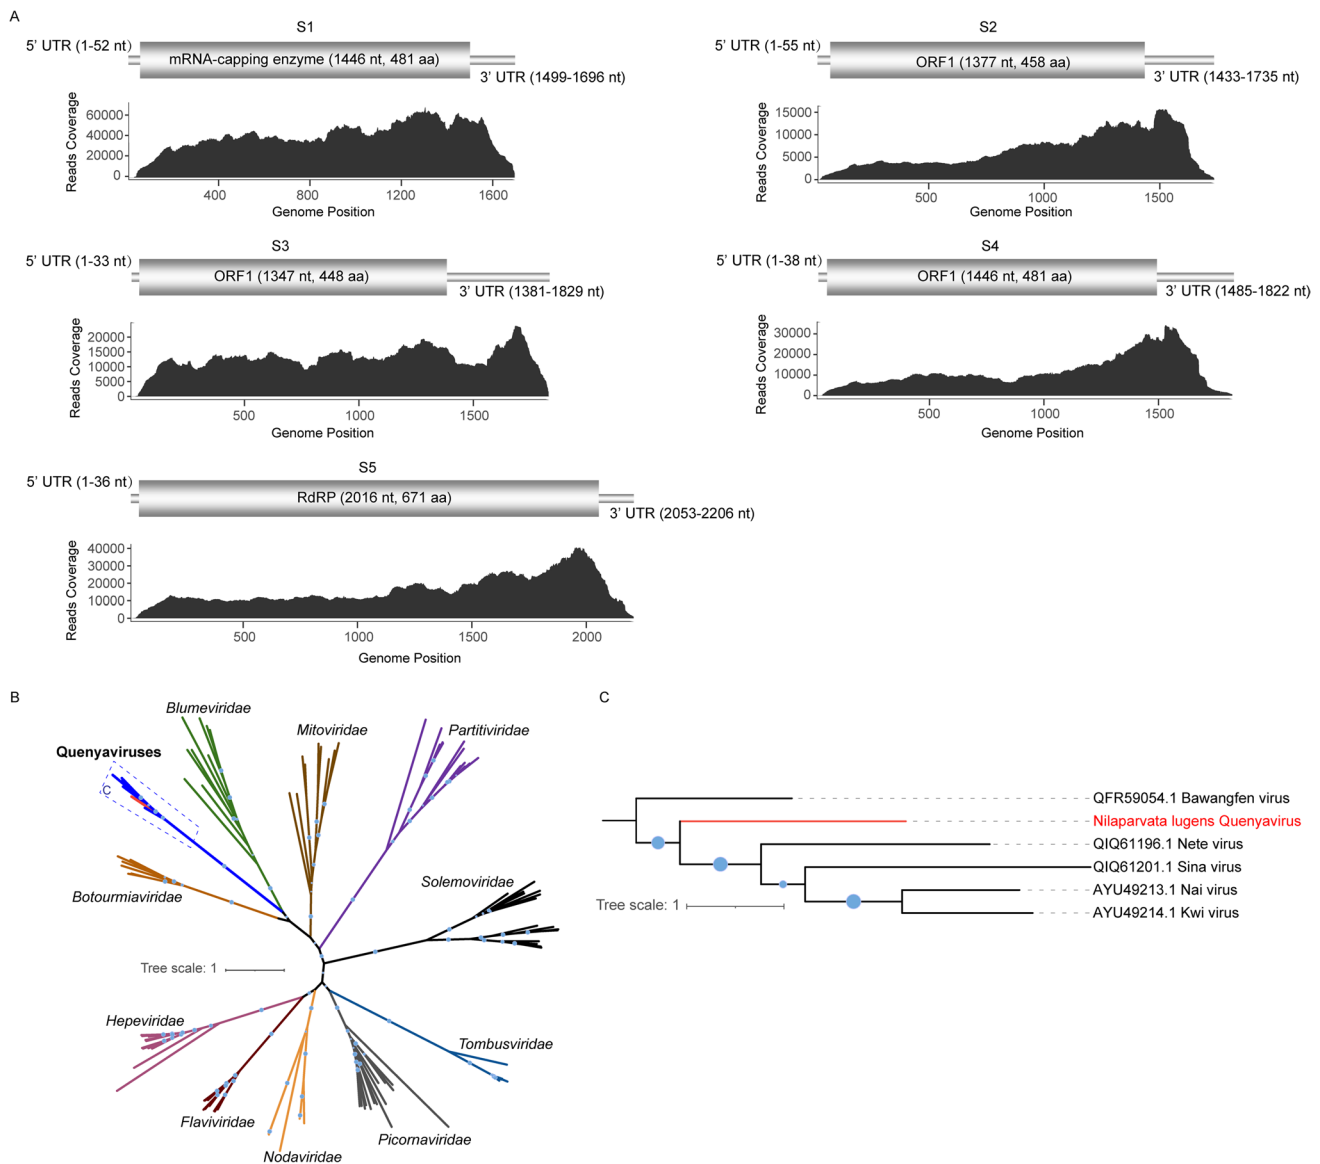 A
S1
5' UTR (1-52 nt)
mRNA-capping enzyme (1446 nt, 481 aa)
3' UTR (1499-1696 nt)
Reads Coverage
60000
40000
20000
0
400
800
1200
1600
Genome Position
S2
5' UTR (1-55 nt)
ORF1 (1377 nt, 458 aa)
3' UTR (1433-1735 nt)
Reads Coverage
15000
10000
5000
0
500
1000
1500
Genome Position
S3
5' UTR (1-33 nt)
ORF1 (1347 nt, 448 aa)
3' UTR (1381-1829 nt)
Reads Coverage
20000
15000
10000
5000
0
500
1000
1500
Genome Position
S4
5' UTR (1-38 nt)
ORF1 (1446 nt, 481 aa)
3' UTR (1485-1822 nt)
Reads Coverage
30000
20000
10000
0
500
1000
1500
Genome Position
S5
5' UTR (1-36 nt)
RdRP (2016 nt, 671 aa)
3' UTR (2053-2206 nt)
Reads Coverage
40000
30000
20000
10000
0
500
1000
1500
2000
Genome Position
B
Blumeviridae
Mitoviridae
Partitiviridae
Quenyaviruses
C
Botourmiaviridae
Solemoviridae
Tree scale: 1
Hepeviridae
Tombusviridae
Flaviviridae
Picornaviridae
Nodaviridae
C
QFR59054.1 Bawangfen virus
Nilaparvata lugens Quenyavirus
QIQ61196.1 Nete virus
QIQ61201.1 Sina virus
AYU49213.1 Nai virus
AYU49214.1 Kwi virus
Tree scale: 1